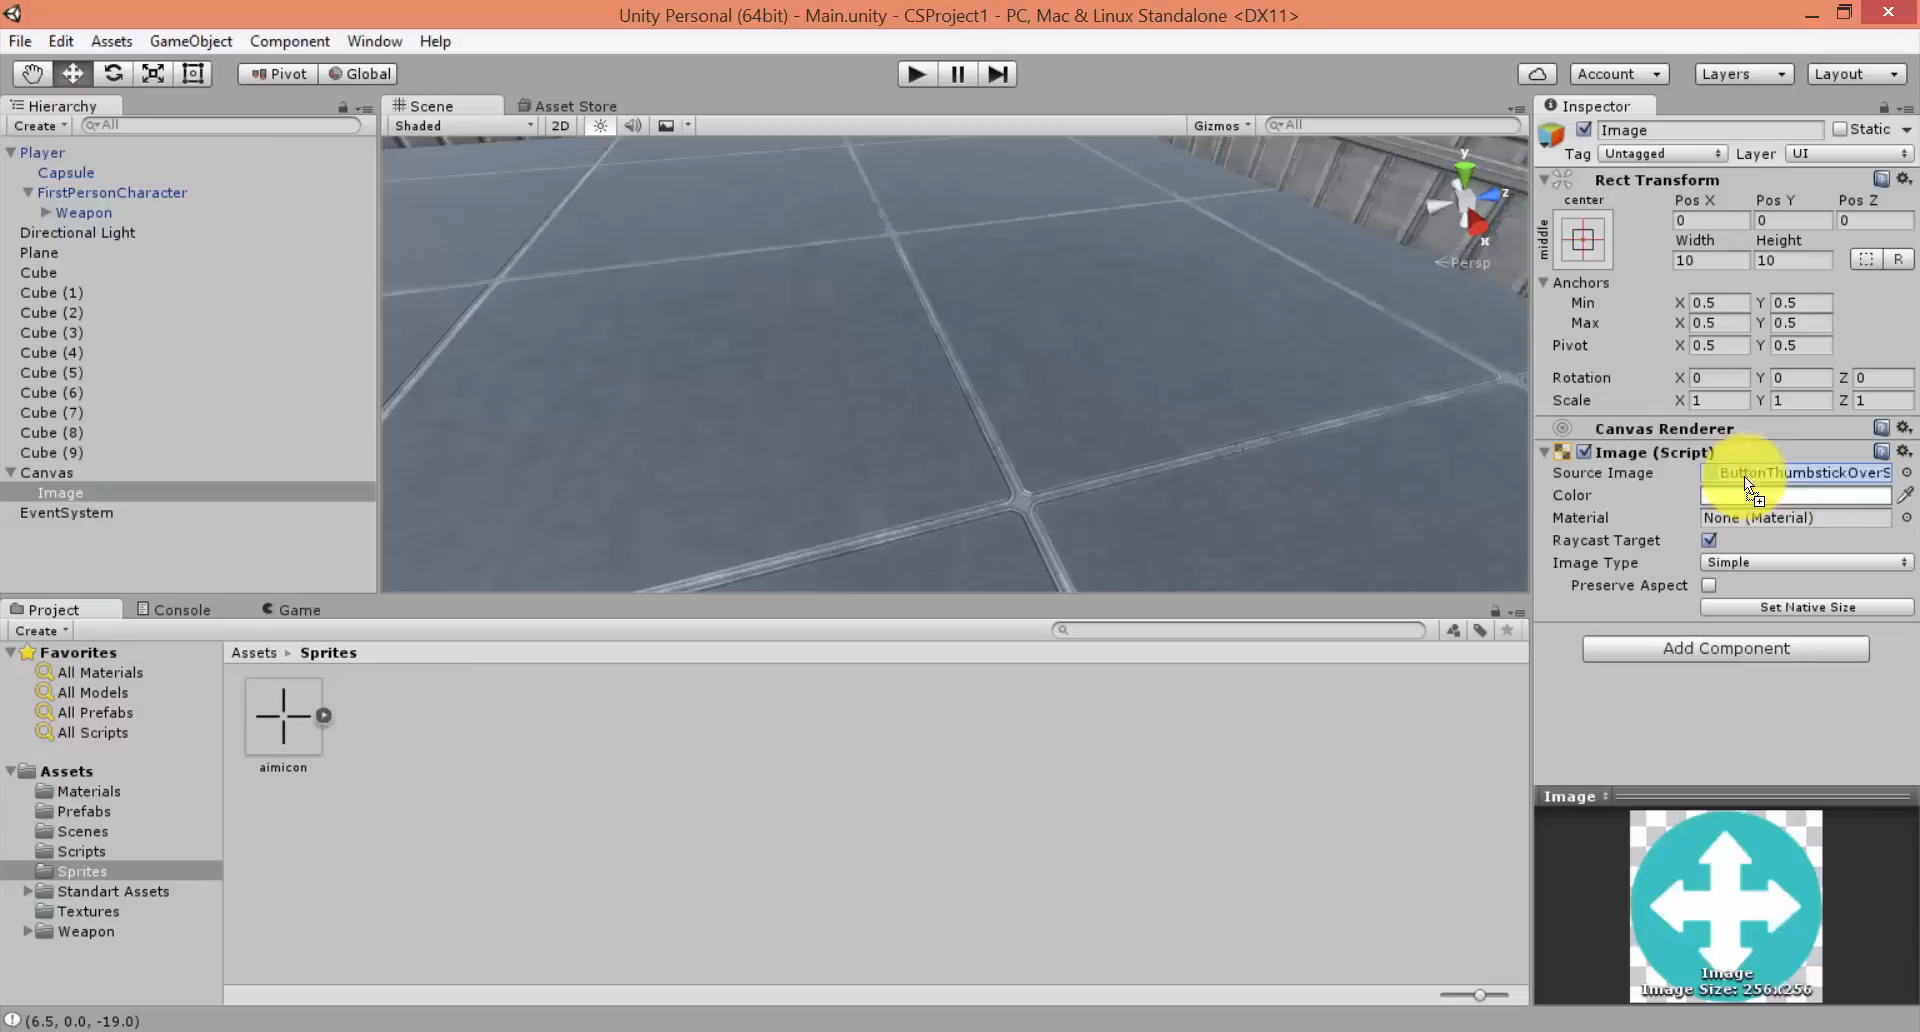 Unity Personal (64bit) - Main.unity - CSProject1 - PC, Mac & Linux Standalone <DX11>
File Edit Assets GameObject Component Window Help
Pivot Global Account Layers Layout
Hierarchy
Create All
Player
Capsule
FirstPersonCharacter
Weapon
Directional Light
Plane
Cube
Cube (1)
Cube (2)
Cube (3)
Cube (4)
Cube (5)
Cube (6)
Cube (7)
Cube (8)
Cube (9)
Canvas
Image
EventSystem
Scene Asset Store
Shaded 2D Gizmos All
y
z
x
Persp
Inspector
Image Static
Tag Untagged Layer UI
Rect Transform
center
middle
Pos X Pos Y Pos Z
0 0 0
Width Height
10 10 R
Anchors
Min X 0.5 Y 0.5
Max X 0.5 Y 0.5
Pivot X 0.5 Y 0.5
Rotation X 0 Y 0 Z 0
Scale X 1 Y 1 Z 1
Canvas Renderer
Image (Script)
Source Image ButtonThumbstickOverS
Color
Material None (Material)
Raycast Target
Image Type Simple
Preserve Aspect
Set Native Size
Add Component
Project Console Game
Create
Favorites
All Materials
All Models
All Prefabs
All Scripts
Assets
Materials
Prefabs
Scenes
Scripts
Sprites
Standart Assets
Textures
Weapon
Assets Sprites
aimicon
Image
Image
Image Size: 256x256
(6.5, 0.0, -19.0)